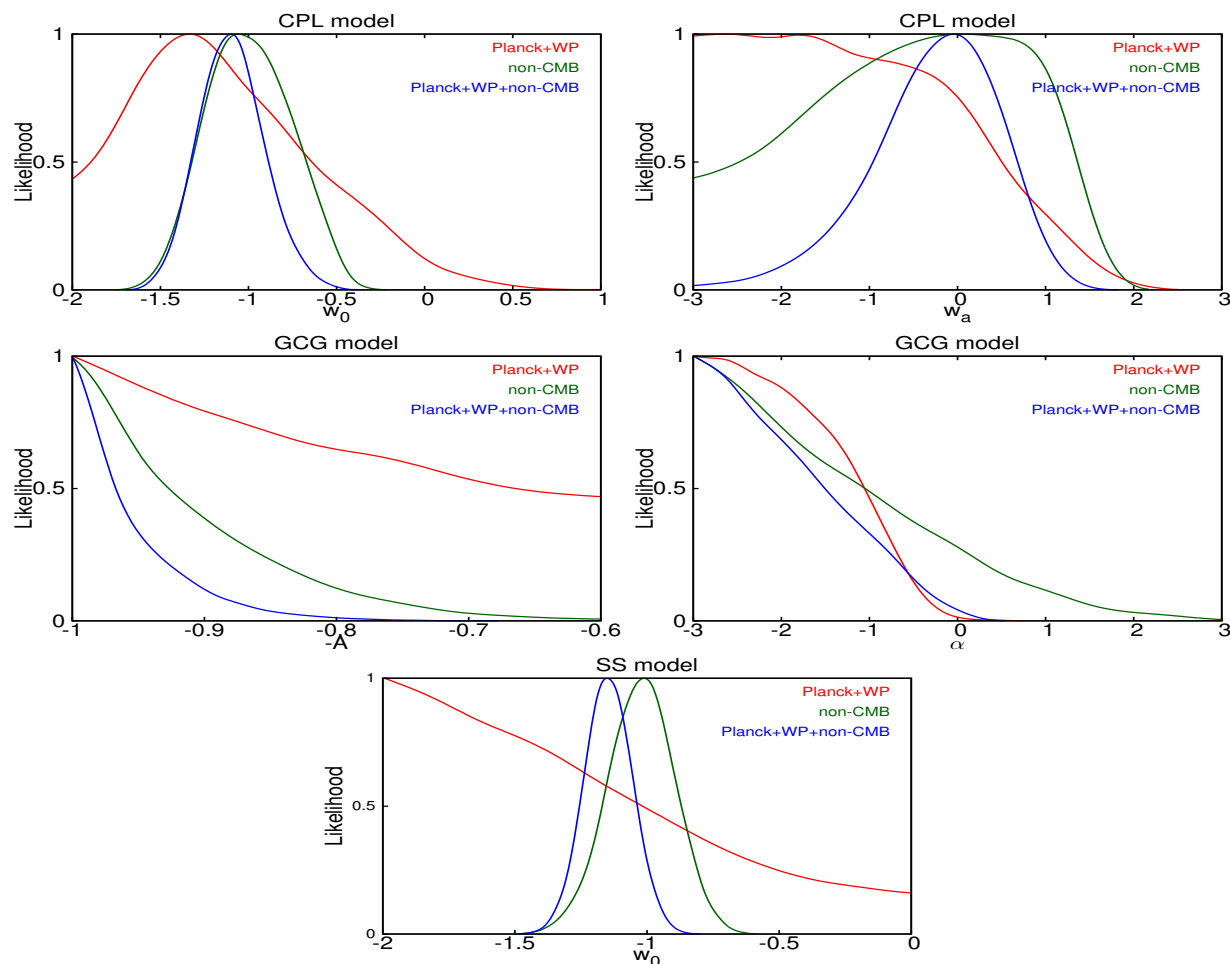 CPL model
Likelihood
1
0.5
0
Planck+WP
non-CMB
Planck+WP+non-CMB
-2 -1.5 -1 -0.5 0 0.5 1
w0
CPL model
Likelihood
1
0.5
0
Planck+WP
non-CMB
Planck+WP+non-CMB
-3 -2 -1 0 1 2 3
wa
GCG model
Likelihood
1
0.5
0
Planck+WP
non-CMB
Planck+WP+non-CMB
-1 -0.9 -0.8 -0.7 -0.6
-A
GCG model
Likelihood
1
0.5
0
Planck+WP
non-CMB
Planck+WP+non-CMB
-3 -2 -1 0 1 2 3
α
SS model
Likelihood
1
0.5
0
Planck+WP
non-CMB
Planck+WP+non-CMB
-2 -1.5 -1 -0.5 0
w0